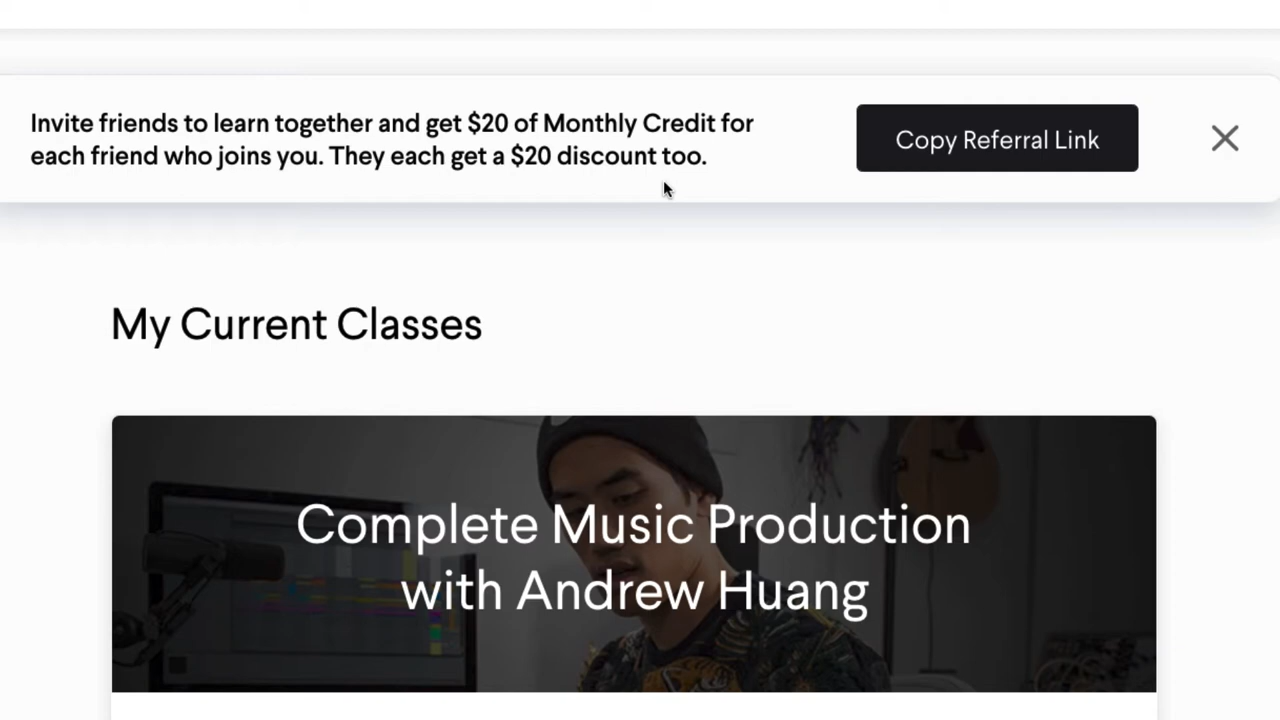 Invite friends to learn together and get $20 of Monthly Credit for
each friend who joins you. They each get a $20 discount too.
Copy Referral Link
My Current Classes
Complete Music Production
with Andrew Huang